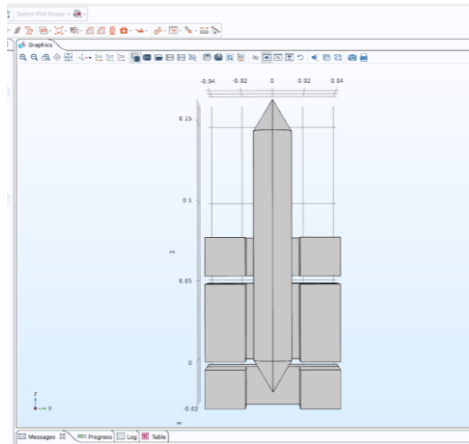 Select Plot Group
Graphics
-0.04 -0.02 0 0.02 0.04
0.15
0.1
z
0.05
0
-0.02
z
y
Messages Progress Log Table